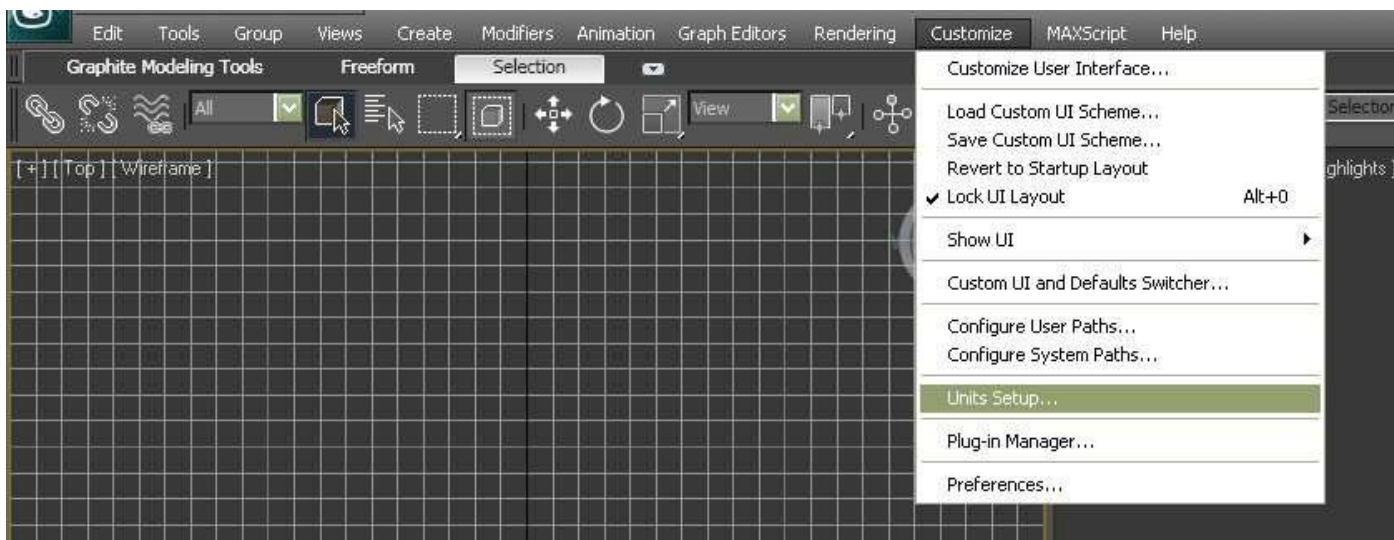 Edit Tools Group Views Create Modifiers Animation Graph Editors Rendering Customize MAXScript Help
Graphite Modeling Tools Freeform Selection
All View Selection
[ + ] [ Top ] [ Wireframe ]
ghlights ]
Customize User Interface...
Load Custom UI Scheme...
Save Custom UI Scheme...
Revert to Startup Layout
Lock UI Layout Alt+0
Show UI
Custom UI and Defaults Switcher...
Configure User Paths...
Configure System Paths...
Units Setup...
Plug-in Manager...
Preferences...